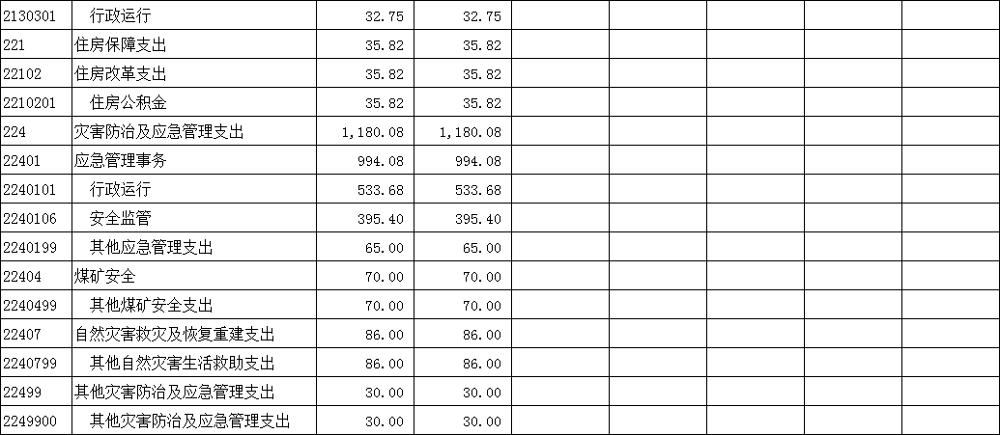 2130301 行政运行 32.75 32.75
221 住房保障支出 35.82 35.82
22102 住房改革支出 35.82 35.82
2210201 住房公积金 35.82 35.82
224 灾害防治及应急管理支出 1,180.08 1,180.08
22401 应急管理事务 994.08 994.08
2240101 行政运行 533.68 533.68
2240106 安全监管 395.40 395.40
2240199 其他应急管理支出 65.00 65.00
22404 煤矿安全 70.00 70.00
2240499 其他煤矿安全支出 70.00 70.00
22407 自然灾害救灾及恢复重建支出 86.00 86.00
2240799 其他自然灾害生活救助支出 86.00 86.00
22499 其他灾害防治及应急管理支出 30.00 30.00
2249900 其他灾害防治及应急管理支出 30.00 30.00